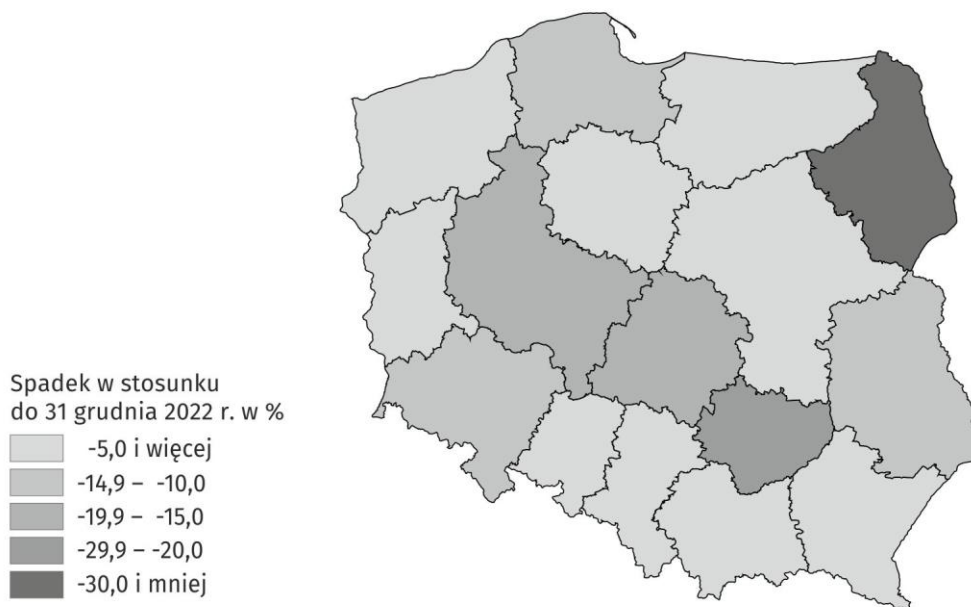 Spadek w stosunku
do 31 grudnia 2022 r. w %
-5,0 i więcej
-14,9 – -10,0
-19,9 – -15,0
-29,9 – -20,0
-30,0 i mniej